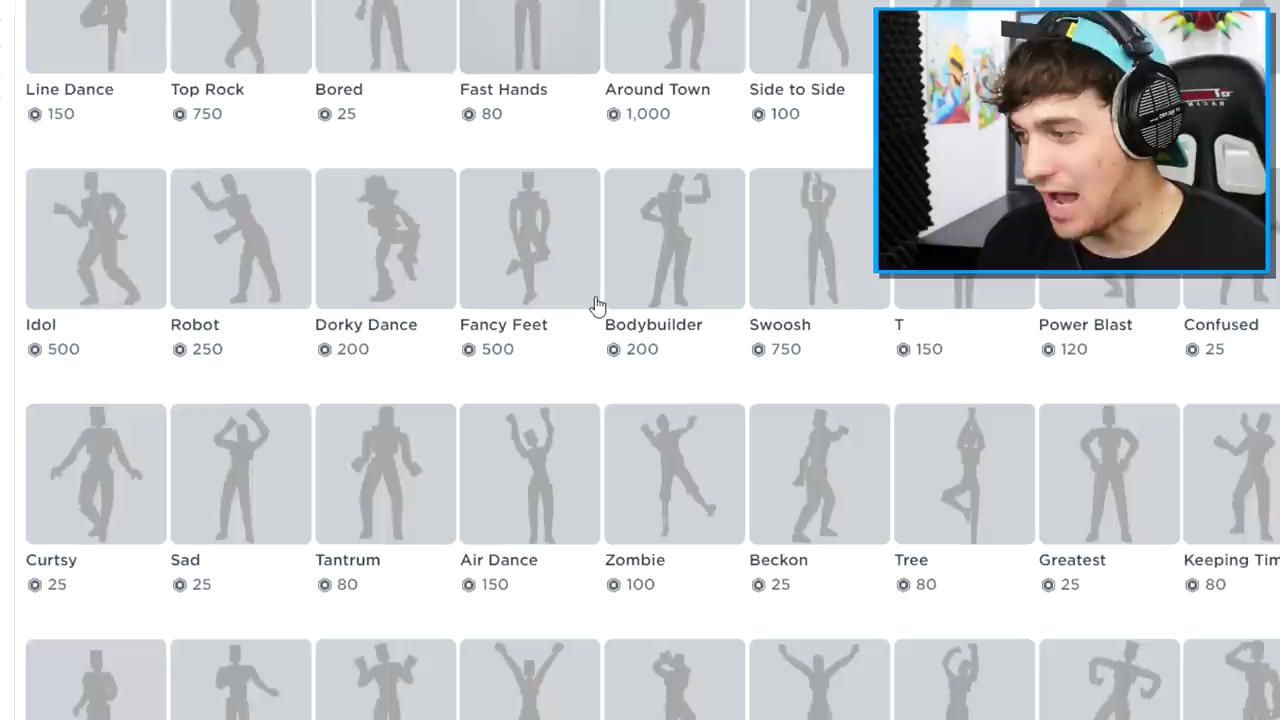 Line Dance
150
Top Rock
750
Bored
25
Fast Hands
80
Around Town
1,000
Side to Side
100
Idol
500
Robot
250
Dorky Dance
200
Fancy Feet
500
Bodybuilder
200
Swoosh
750
T
150
Power Blast
120
Confused
25
Curtsy
25
Sad
25
Tantrum
80
Air Dance
150
Zombie
100
Beckon
25
Tree
80
Greatest
25
Keeping Tim
80